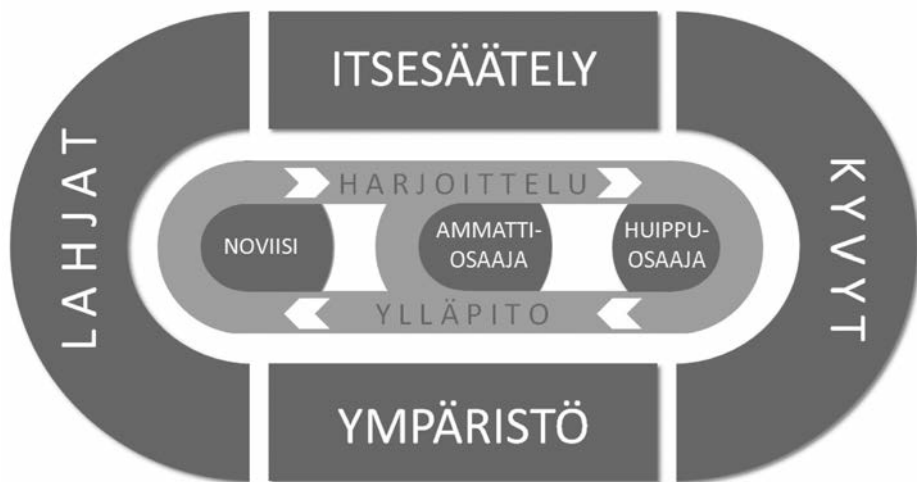 ITSESÄÄTELY
LAHJAT
HARJOITTELU
NOVIISI
AMMATTI-
OSAAJA
HUIPPU-
OSAAJA
YLLÄPITO
KYVYT
YMPÄRISTÖ